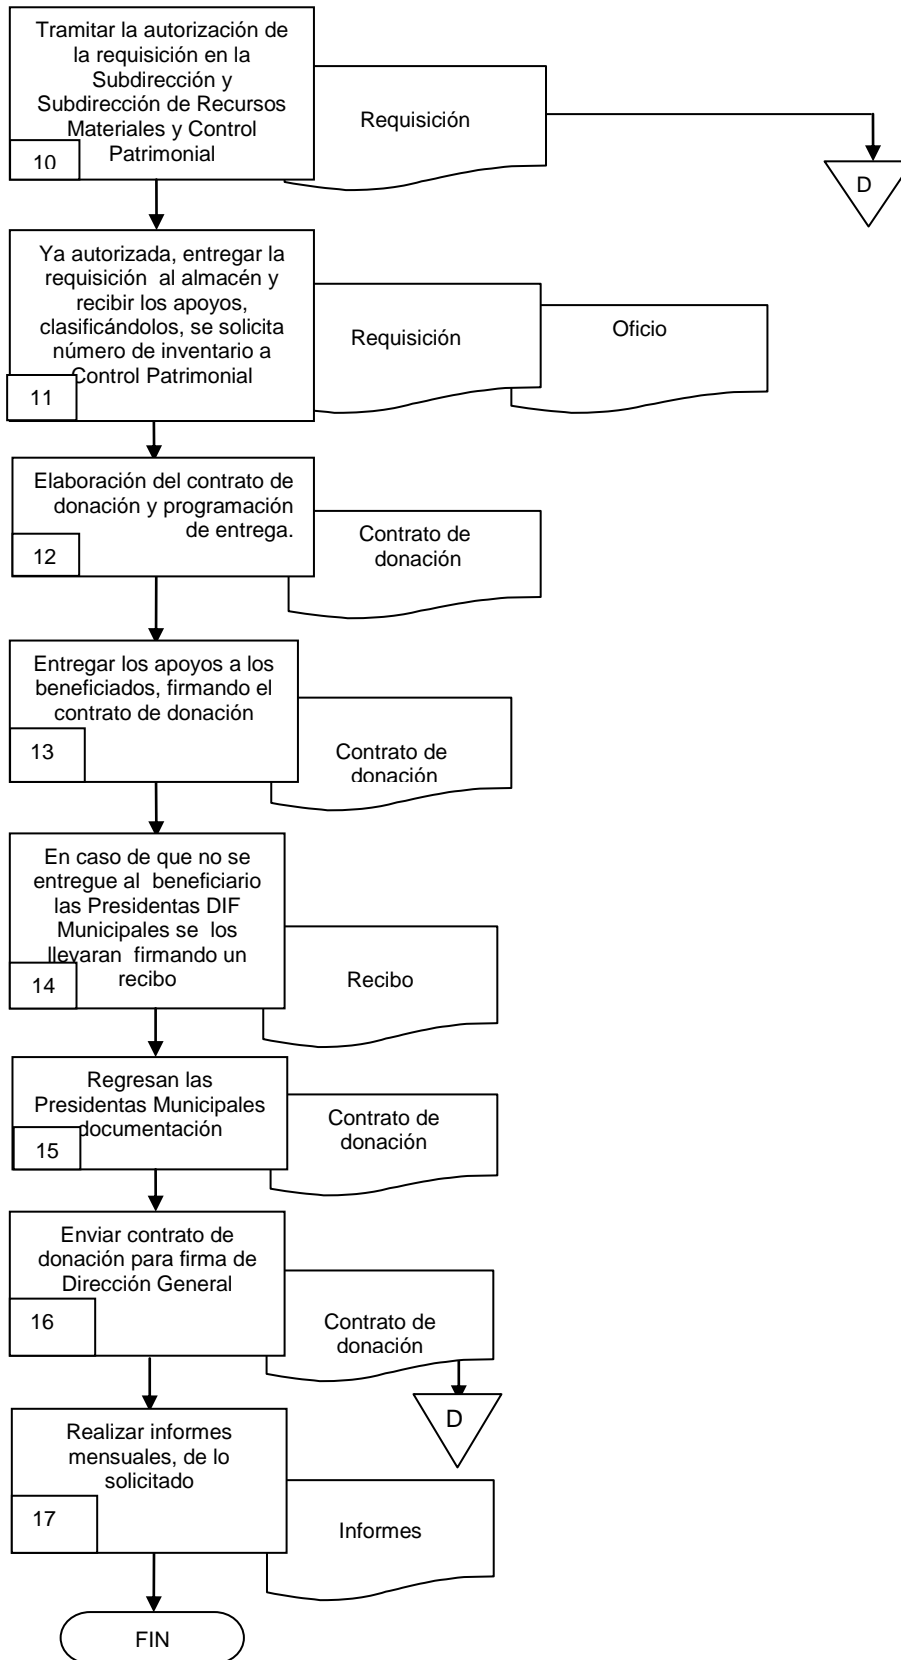 Tramitar la autorización de
la requisición en la
Subdirección y
Subdirección de Recursos
Materiales y Control
Patrimonial
10
Requisición
D
Ya autorizada, entregar la
requisición al almacén y
recibir los apoyos,
clasificándolos, se solicita
número de inventario a
Control Patrimonial
11
Requisición
Oficio
Elaboración del contrato de
donación y programación
de entrega.
12
Contrato de
donación
Entregar los apoyos a los
beneficiados, firmando el
contrato de donación
13
Contrato de
donación
En caso de que no se
entregue al beneficiario
las Presidentas DIF
Municipales se los
llevaran firmando un
recibo
14
Recibo
Regresan las
Presidentas Municipales
documentación
15
Contrato de
donación
Enviar contrato de
donación para firma de
Dirección General
16
Contrato de
donación
D
Realizar informes
mensuales, de lo
solicitado
17
Informes
FIN